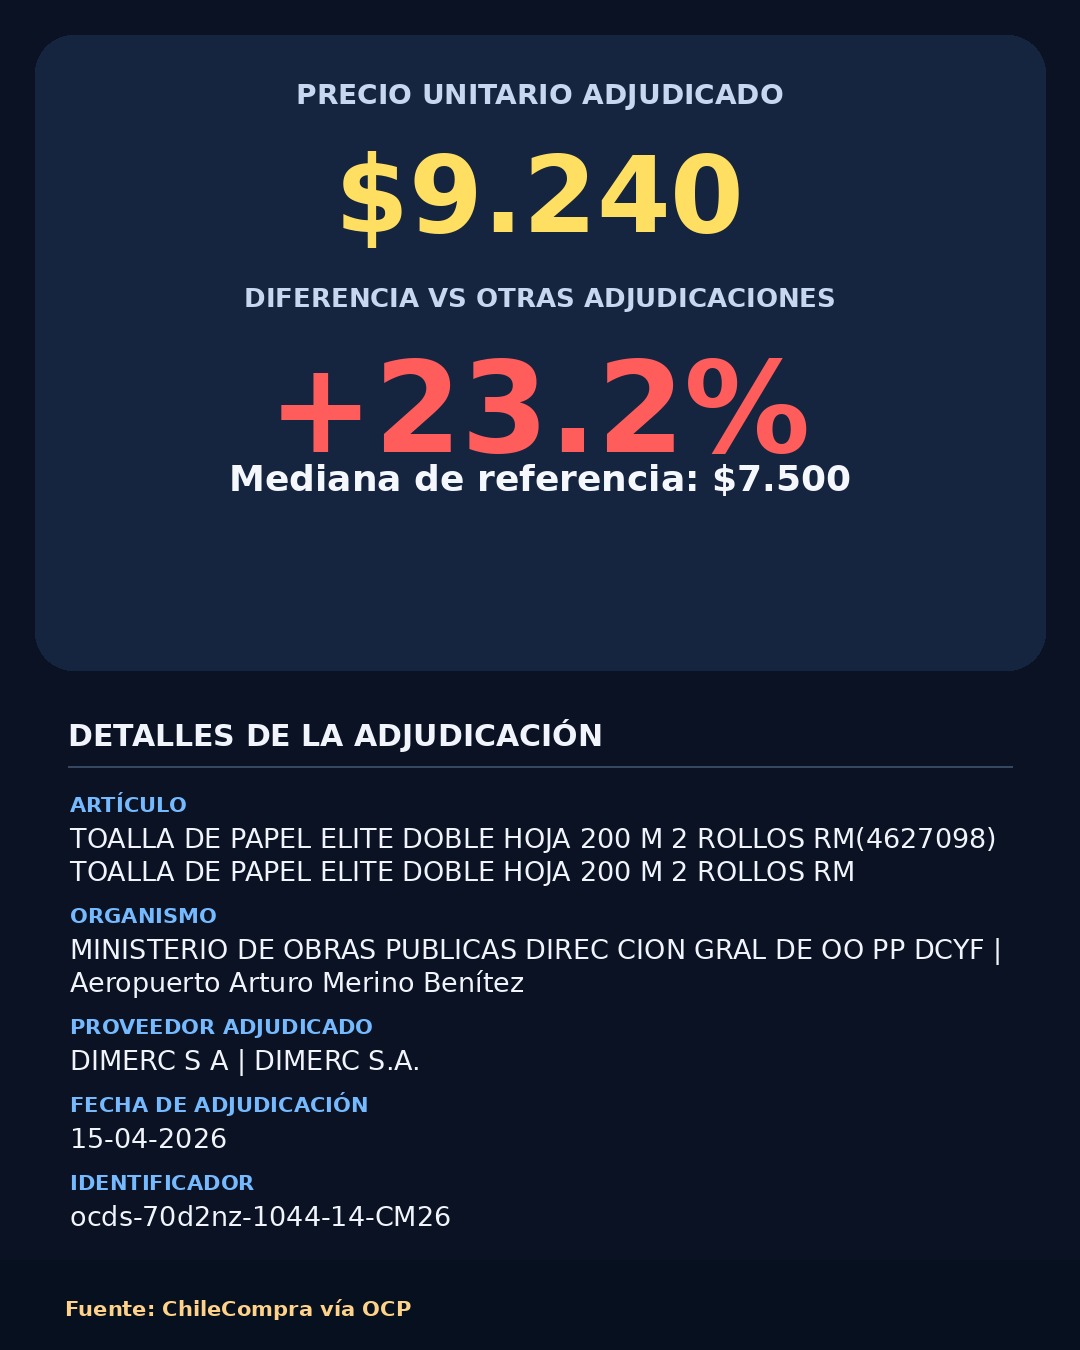 PRECIO UNITARIO ADJUDICADO
$9.240
DIFERENCIA VS OTRAS ADJUDICACIONES
+23.2%
Mediana de referencia: $7.500
DETALLES DE LA ADJUDICACIÓN
ARTÍCULO
TOALLA DE PAPEL ELITE DOBLE HOJA 200 M 2 ROLLOS RM(4627098)
TOALLA DE PAPEL ELITE DOBLE HOJA 200 M 2 ROLLOS RM
ORGANISMO
MINISTERIO DE OBRAS PUBLICAS DIREC CION GRAL DE OO PP DCYF |
Aeropuerto Arturo Merino Benítez
PROVEEDOR ADJUDICADO
DIMERC S A | DIMERC S.A.
FECHA DE ADJUDICACIÓN
15-04-2026
IDENTIFICADOR
ocds-70d2nz-1044-14-CM26
Fuente: ChileCompra vía OCP